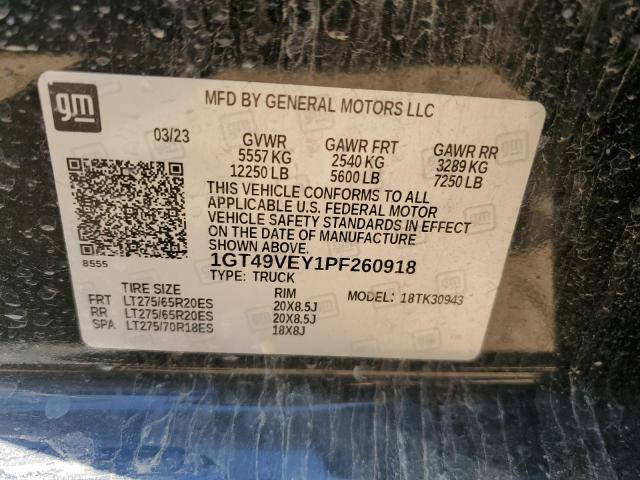 gm
MFD BY GENERAL MOTORS LLC
03/23 GVWR GAWR FRT GAWR RR
5557 KG 2540 KG 3289 KG
12250 LB 5600 LB 7250 LB
THIS VEHICLE CONFORMS TO ALL
APPLICABLE U.S. FEDERAL MOTOR
VEHICLE SAFETY STANDARDS IN EFFECT
ON THE DATE OF MANUFACTURE
SHOWN ABOVE.
8555
1GT49VEY1PF260918
TYPE: TRUCK
TIRE SIZE RIM MODEL: 18TK30943
FRT LT275/65R20ES 20X8.5J
RR LT275/65R20ES 20X8.5J
SPA LT275/70R18ES 18X8J